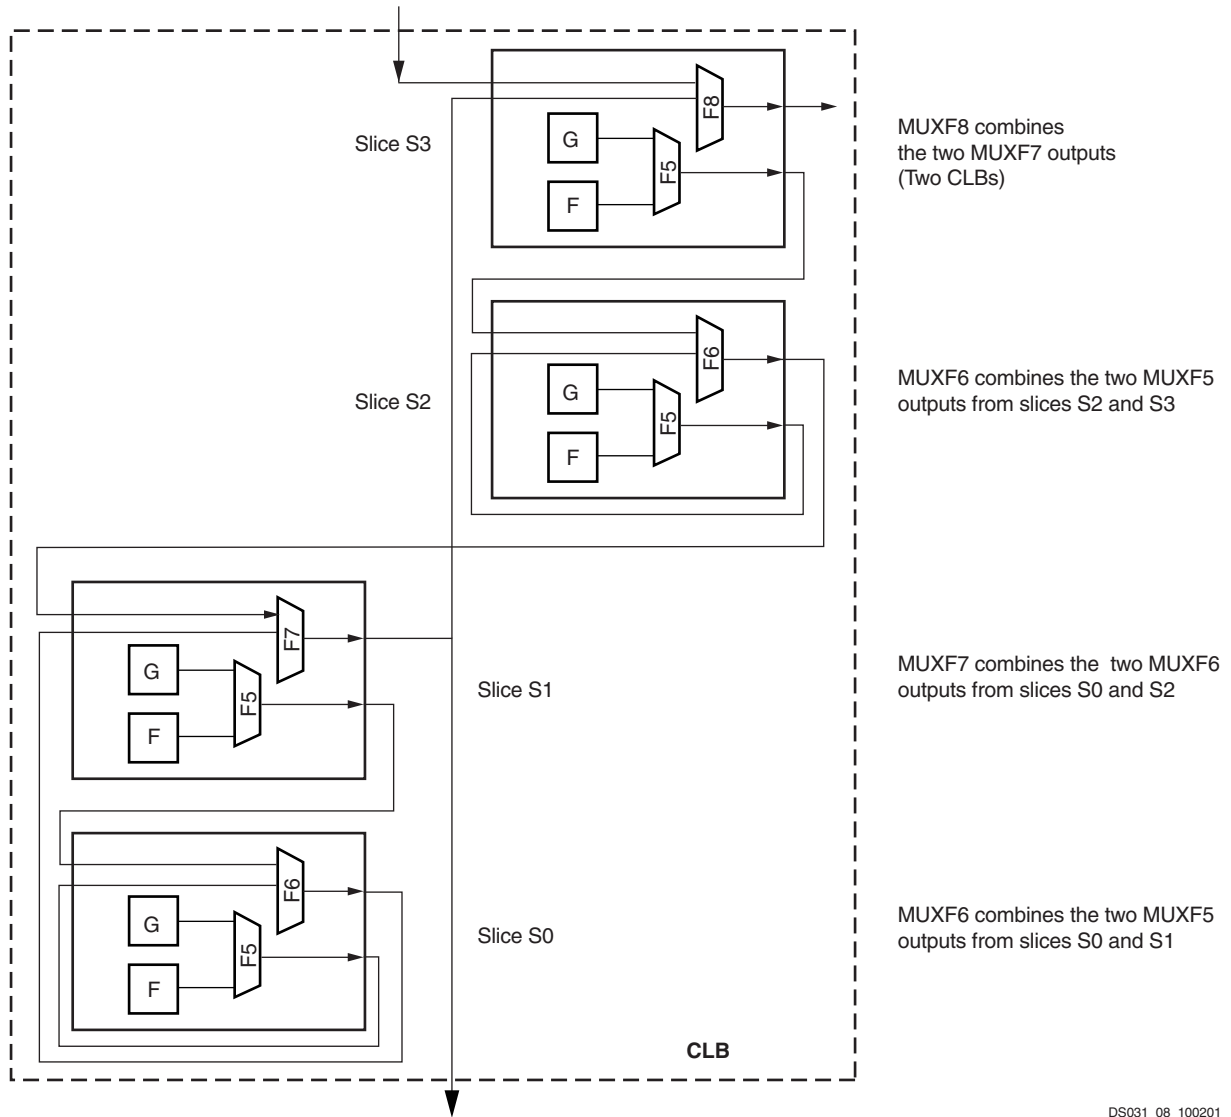 F8
Slice S3
G
F5
F
MUXF8 combines
the two MUXF7 outputs
(Two CLBs)
F6
Slice S2
G
F5
F
MUXF6 combines the two MUXF5
outputs from slices S2 and S3
F7
G
F5
F
Slice S1
MUXF7 combines the two MUXF6
outputs from slices S0 and S2
F6
G
F5
F
Slice S0
MUXF6 combines the two MUXF5
outputs from slices S0 and S1
CLB
DS031_08_100201